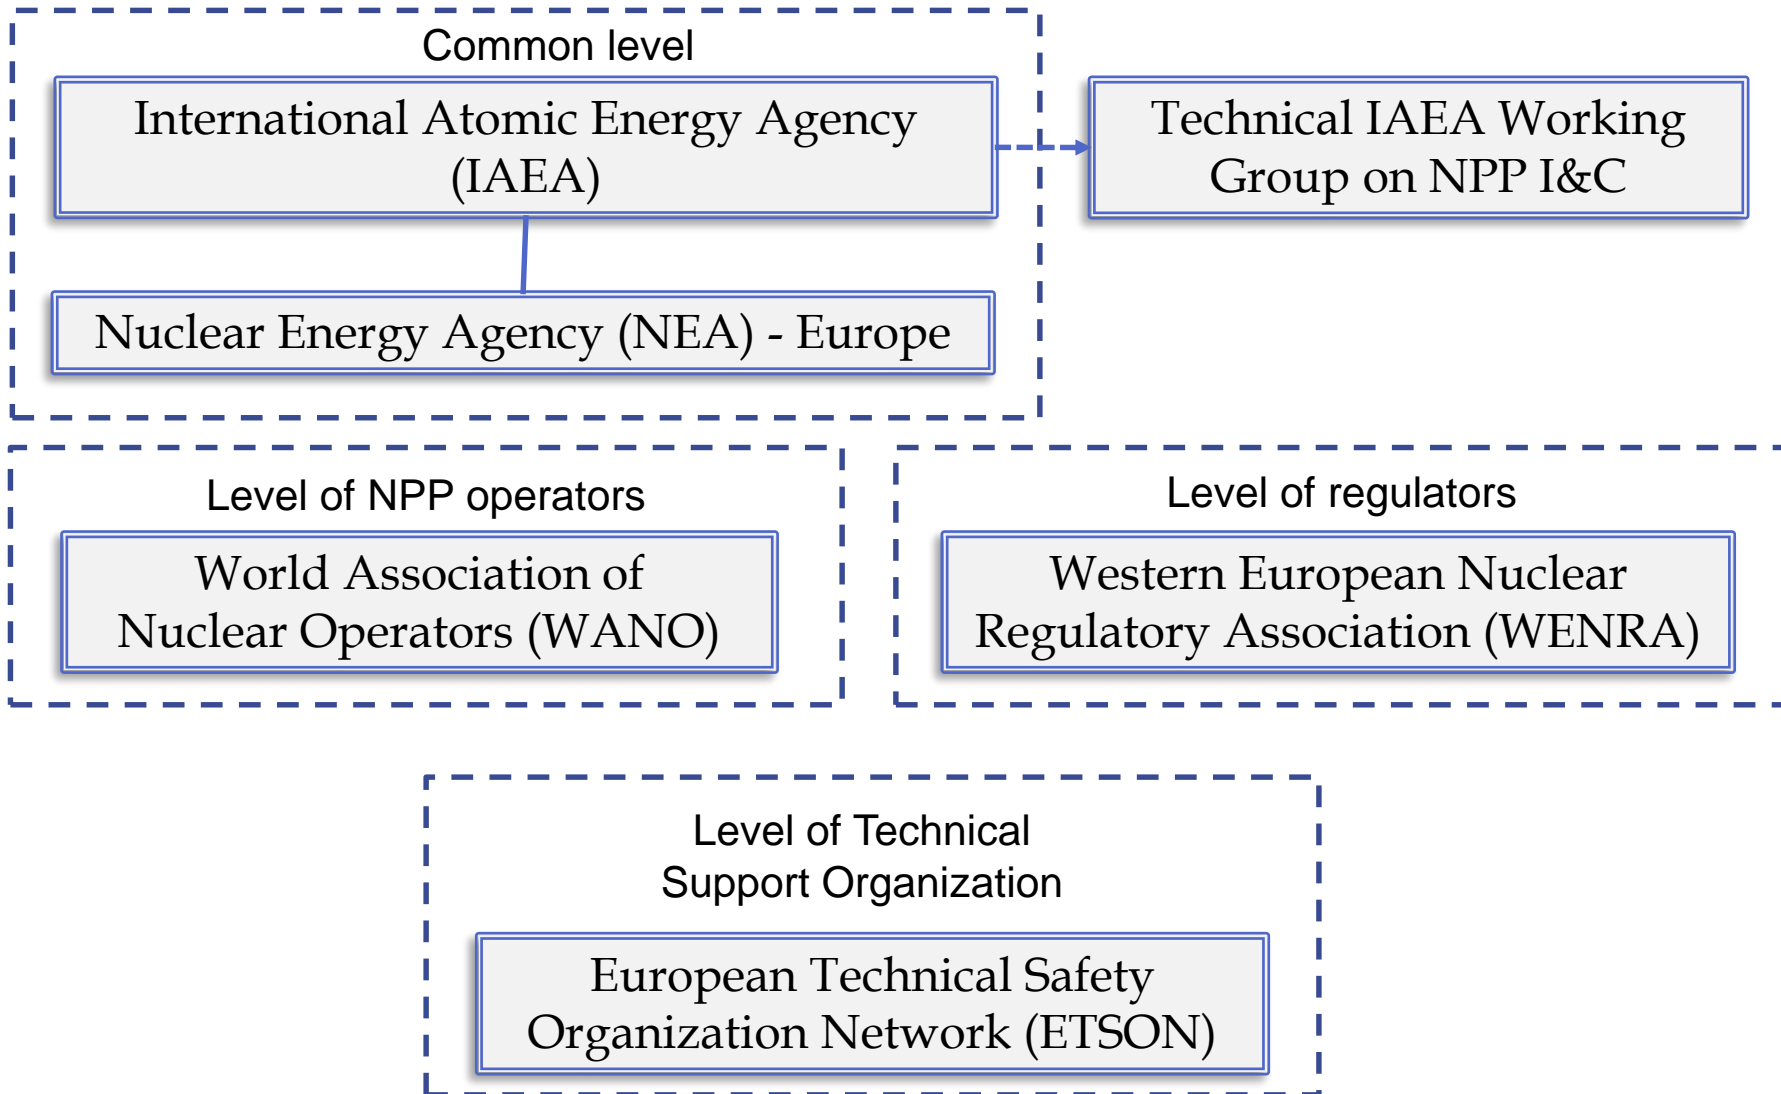 Common level
International Atomic Energy Agency
(IAEA)
Technical IAEA Working
Group on NPP I&C
Nuclear Energy Agency (NEA) - Europe
Level of NPP operators
World Association of
Nuclear Operators (WANO)
Level of regulators
Western European Nuclear
Regulatory Association (WENRA)
Level of Technical
Support Organization
European Technical Safety
Organization Network (ETSON)